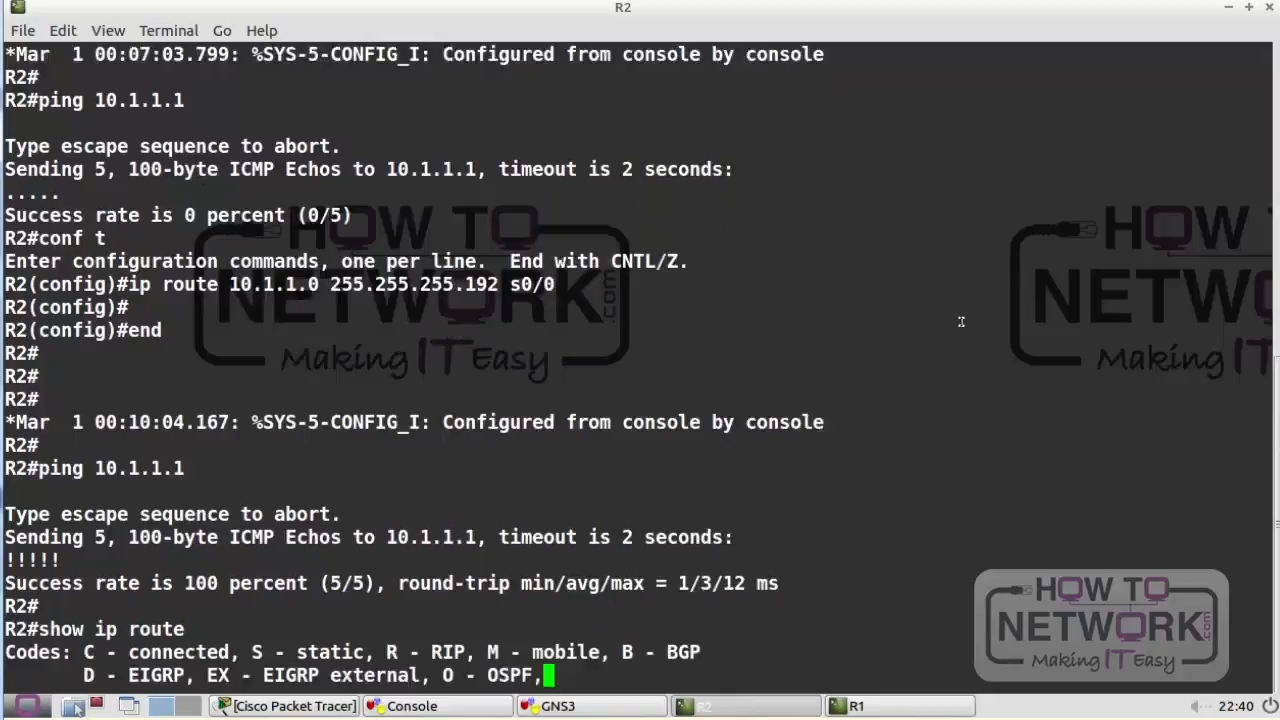 R2
File Edit View Terminal Go Help
*Mar  1 00:07:03.799: %SYS-5-CONFIG_I: Configured from console by console
R2#
R2#ping 10.1.1.1
Type escape sequence to abort.
Sending 5, 100-byte ICMP Echos to 10.1.1.1, timeout is 2 seconds:
.....
Success rate is 0 percent (0/5)
R2#conf t
Enter configuration commands, one per line.  End with CNTL/Z.
R2(config)#ip route 10.1.1.0 255.255.255.192 s0/0
R2(config)#
R2(config)#end
R2#
R2#
R2#
*Mar  1 00:10:04.167: %SYS-5-CONFIG_I: Configured from console by console
R2#
R2#ping 10.1.1.1
Type escape sequence to abort.
Sending 5, 100-byte ICMP Echos to 10.1.1.1, timeout is 2 seconds:
!!!!!
Success rate is 100 percent (5/5), round-trip min/avg/max = 1/3/12 ms
R2#
R2#show ip route
Codes: C - connected, S - static, R - RIP, M - mobile, B - BGP
D - EIGRP, EX - EIGRP external, O - OSPF,
HOW TO
NETWORK
.com
Making IT Easy
HOW
NETWORK
Making IT
HOW TO
NETWORK
.com
Making IT Easy
[Cisco Packet Tracer] Console GNS3 R2 R1 22:40